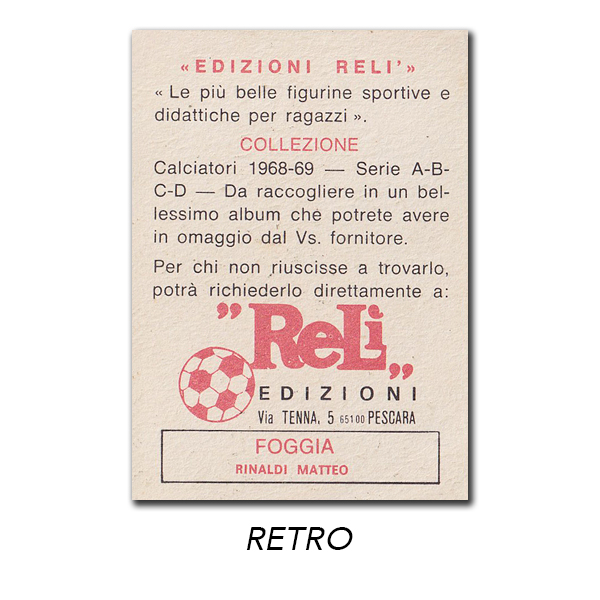 « EDIZIONI RELI' »
« Le più belle figurine sportive e
didattiche per ragazzi ».
COLLEZIONE
Calciatori 1968-69 — Serie A-B-
C-D — Da raccogliere in un bel-
lessimo album che potrete avere
in omaggio dal Vs. fornitore.
Per chi non riuscisse a trovarlo,
potrà richiederlo direttamente a:
"ReLì"
EDIZIONI
Via TENNA, 5 65100 PESCARA
FOGGIA
RINALDI MATTEO
RETRO